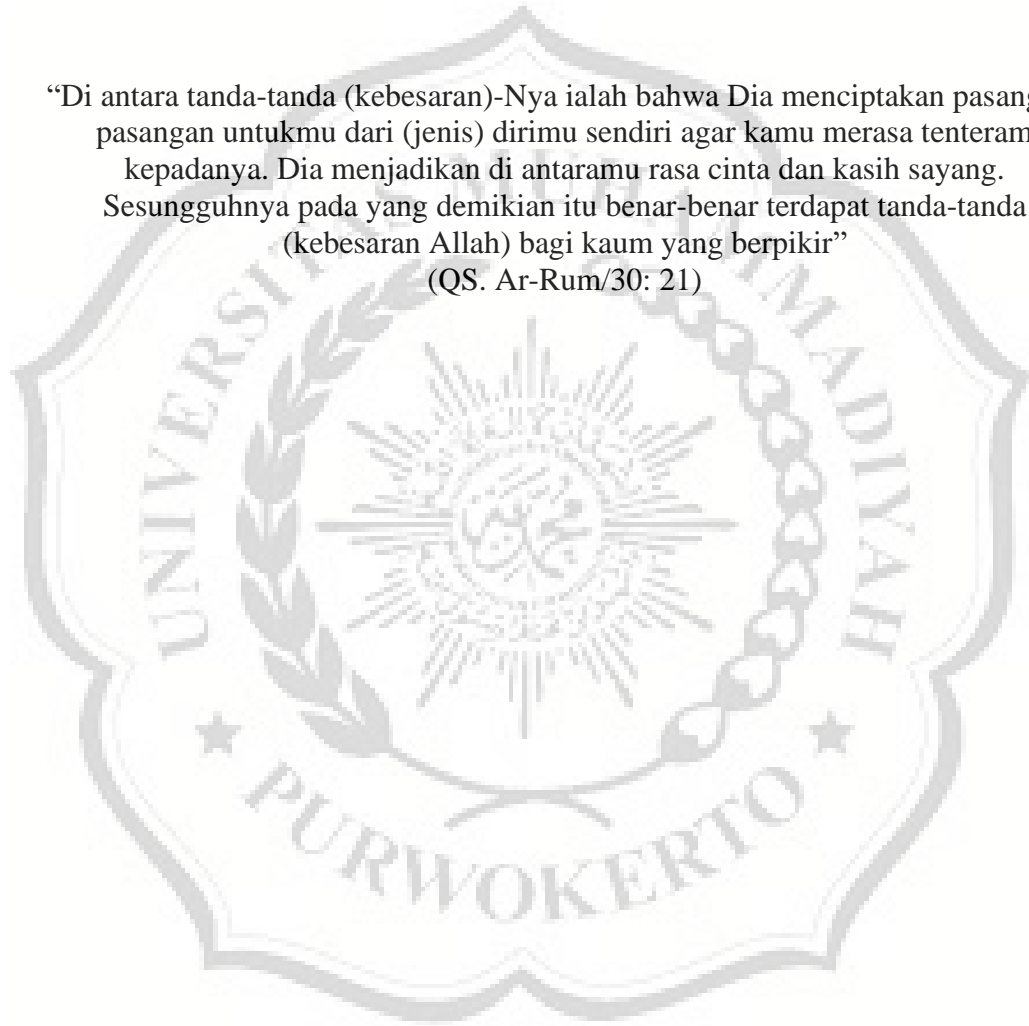 “Di antara tanda-tanda (kebesaran)-Nya ialah bahwa Dia menciptakan pasang
pasangan untukmu dari (jenis) dirimu sendiri agar kamu merasa tenteram
kepadanya. Dia menjadikan di antaramu rasa cinta dan kasih sayang.
Sesungguhnya pada yang demikian itu benar-benar terdapat tanda-tanda
(kebesaran Allah) bagi kaum yang berpikir”
(QS. Ar-Rum/30: 21)
UNIVERSITAS MUHAMMADIYAH
PURWOKERTO